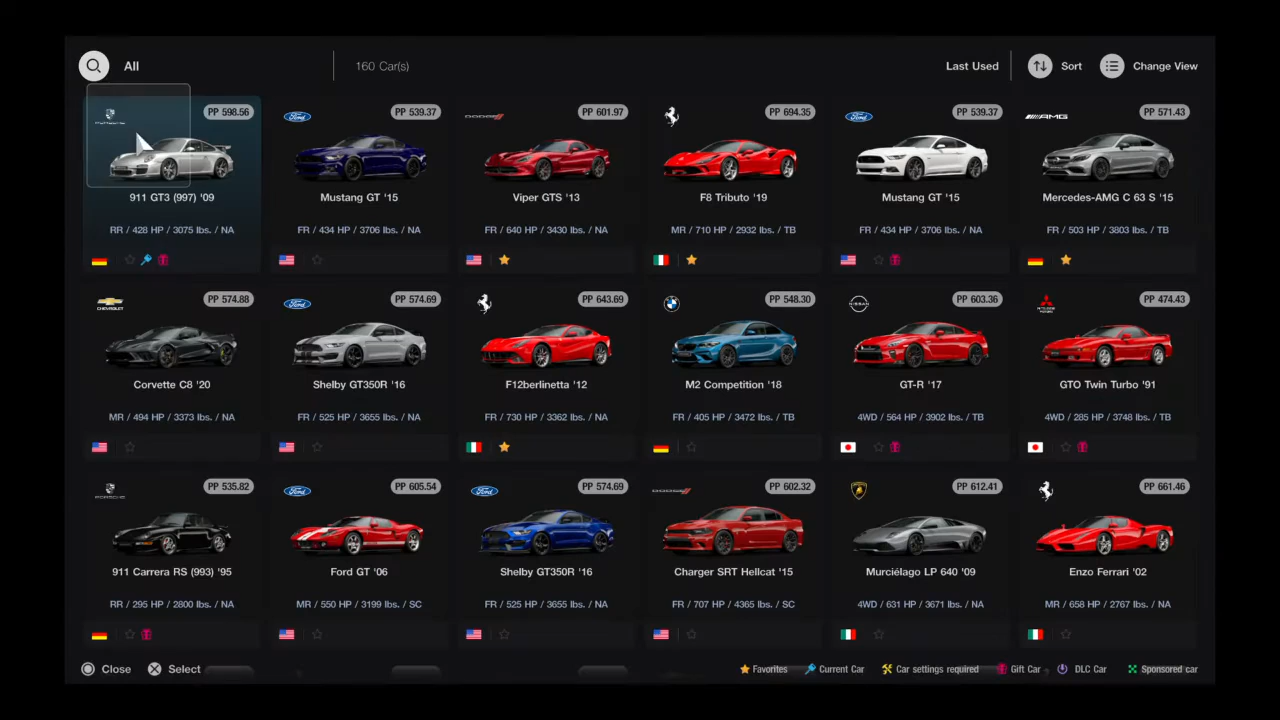 All
160 Car(s)
Last Used
Sort
Change View
PP 598.56
PP 539.37
PP 601.97
PP 694.35
PP 539.37
PP 571.43
PORSCHE
Ford
DODGE
Ford
AMG
911 GT3 (997) '09
Mustang GT '15
Viper GTS '13
F8 Tributo '19
Mustang GT '15
Mercedes-AMG C 63 S '15
RR / 428 HP / 3075 lbs. / NA
FR / 434 HP / 3706 lbs. / NA
FR / 640 HP / 3430 lbs. / NA
MR / 710 HP / 2932 lbs. / TB
FR / 434 HP / 3706 lbs. / NA
FR / 503 HP / 3803 lbs. / TB
PP 574.88
PP 574.69
PP 643.69
PP 548.30
PP 603.36
PP 474.43
CHEVROLET
Ford
NISSAN
Corvette C8 '20
Shelby GT350R '16
F12berlinetta '12
M2 Competition '18
GT-R '17
GTO Twin Turbo '91
MR / 494 HP / 3373 lbs. / NA
FR / 525 HP / 3655 lbs. / NA
FR / 730 HP / 3362 lbs. / NA
FR / 405 HP / 3472 lbs. / TB
4WD / 564 HP / 3902 lbs. / TB
4WD / 285 HP / 3748 lbs. / TB
PP 535.82
PP 605.54
PP 574.69
PP 602.32
PP 612.41
PP 661.46
PORSCHE
Ford
Ford
DODGE
911 Carrera RS (993) '95
Ford GT '06
Shelby GT350R '16
Charger SRT Hellcat '15
Murciélago LP 640 '09
Enzo Ferrari '02
RR / 295 HP / 2800 lbs. / NA
MR / 550 HP / 3199 lbs. / SC
FR / 525 HP / 3655 lbs. / NA
FR / 707 HP / 4365 lbs. / SC
4WD / 631 HP / 3671 lbs. / NA
MR / 658 HP / 2767 lbs. / NA
Close
Select
Favorites
Current Car
Car settings required
Gift Car
DLC Car
Sponsored car